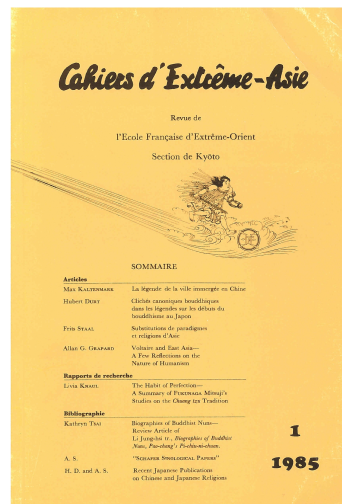 Cahiers d'Extrême-Asie
Revue de
l'Ecole Française d'Extrême-Orient
Section de Kyōto
SOMMAIRE
Articles
Max KALTENMARK La légende de la ville immergée en Chine
Hubert DURT Clichés canoniques bouddhiques
dans les légendes sur les débuts du
bouddhisme au Japon
Frits STAAL Substitutions de paradigmes
et religions d'Asie
Allan G. GRAPARD Voltaire and East Asia—
A Few Reflections on the
Nature of Humanism
Rapports de recherche
Livia KNAUL The Habit of Perfection—
A Summary of FUKUNAGA Mitsuji's
Studies on the Chuang-tzu Tradition
Bibliographie
Kathryn TSAI Biographies of Buddhist Nuns—
Review Article of
Li Jung-hsi tr., Biographies of Buddhist
Nuns, Pao-chang's Pi-chiu-ni-chuan.
A. S. "SCHAFER SINOLOGICAL PAPERS"
H. D. and A. S. Recent Japanese Publications
on Chinese and Japanese Religions
1
1985